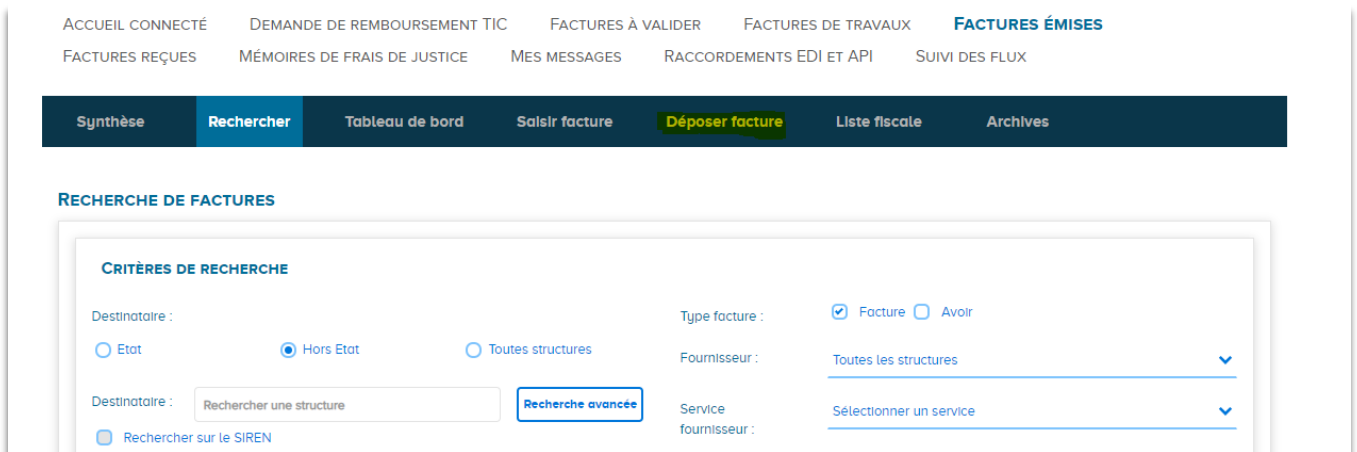 ACCUEIL CONNECTÉ DEMANDE DE REMBOURSEMENT TIC FACTURES À VALIDER FACTURES DE TRAVAUX FACTURES ÉMISES
FACTURES REÇUES MÉMOIRES DE FRAIS DE JUSTICE MES MESSAGES RACCORDEMENTS EDI ET API SUIVI DES FLUX
Synthèse Rechercher Tableau de bord Saisir facture Déposer facture Liste fiscale Archives
RECHERCHE DE FACTURES
CRITÈRES DE RECHERCHE
Destinataire :
Type facture : Facture Avoir
Etat Hors Etat Toutes structures
Fournisseur : Toutes les structures
Destinataire : Rechercher une structure Recherche avancée
Service fournisseur : Sélectionner un service
Rechercher sur le SIREN